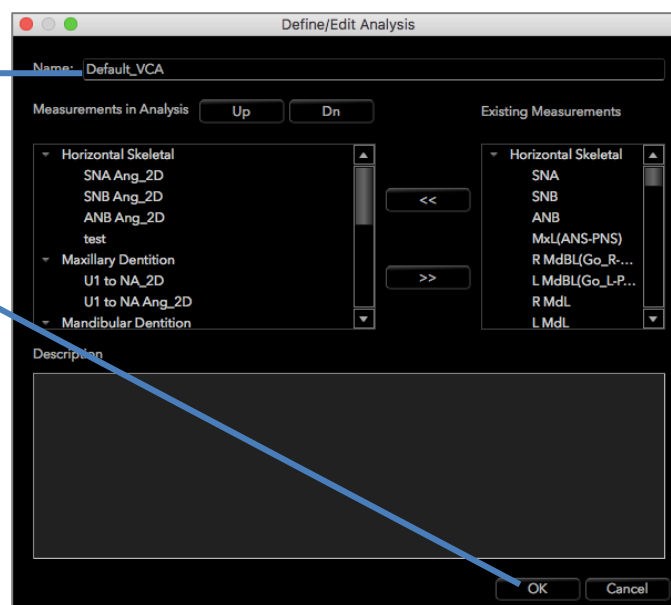 Define/Edit Analysis
Name: Default_VCA
Measurements in Analysis Up Dn Existing Measurements
Horizontal Skeletal
SNA Ang_2D
SNB Ang_2D
ANB Ang_2D
test
Maxillary Dentition
U1 to NA_2D
U1 to NA Ang_2D
Mandibular Dentition
<<
>>
Horizontal Skeletal
SNA
SNB
ANB
MxL(ANS-PNS)
R MdBL(Go_R-...
L MdBL(Go_L-P...
R MdL
L MdL
Description
OK Cancel